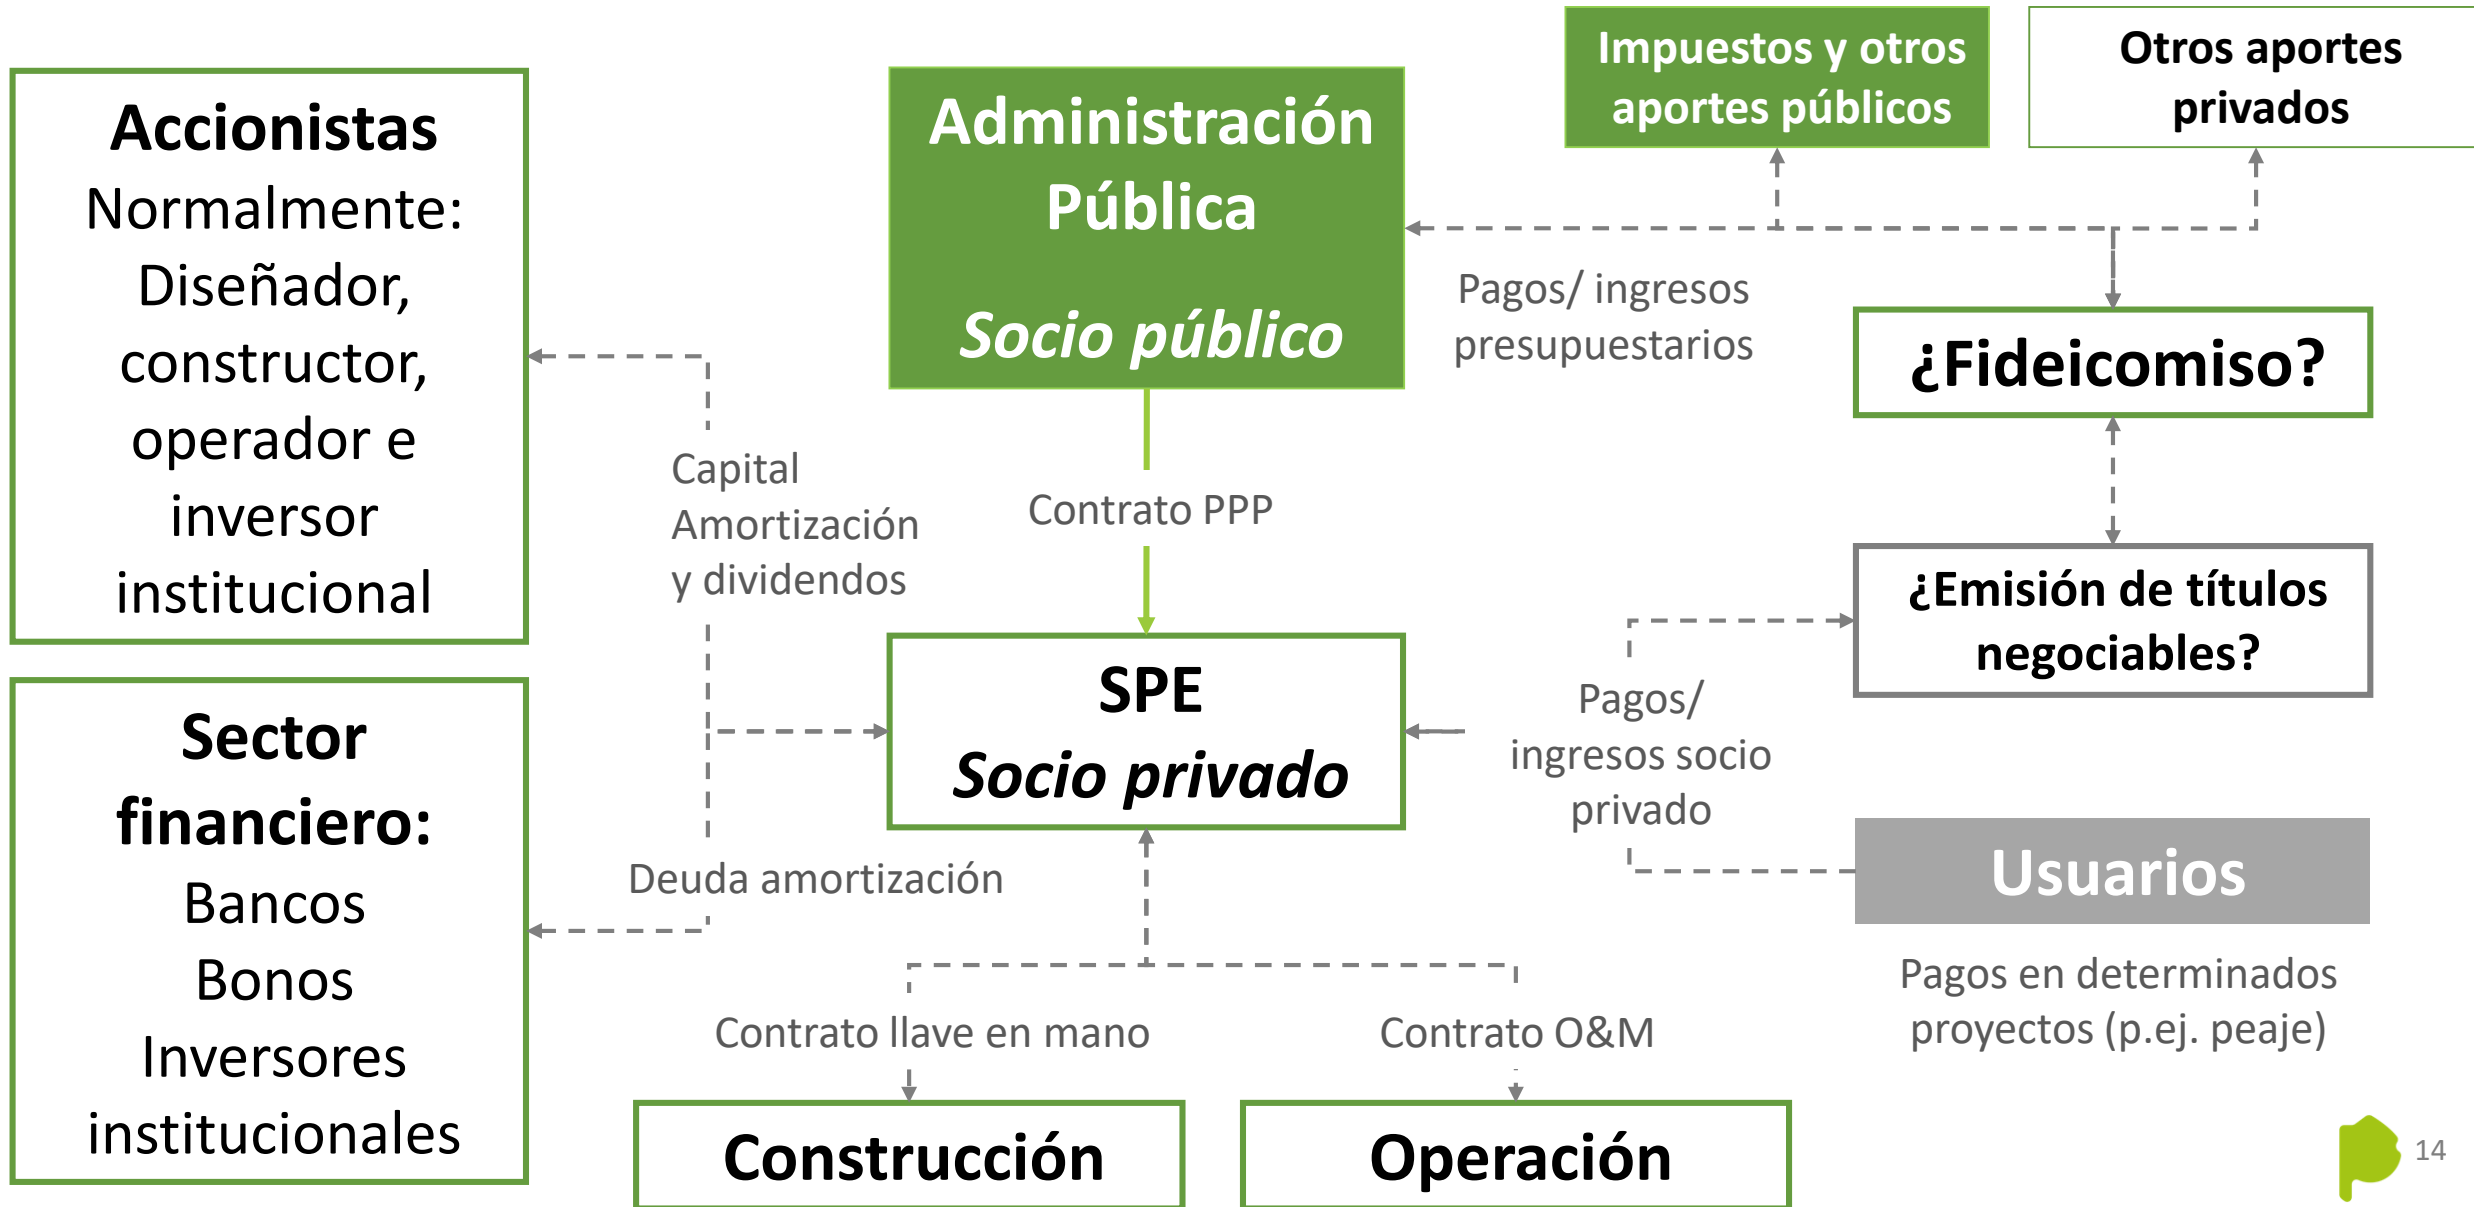 Accionistas
Normalmente:
Diseñador,
constructor,
operador e
inversor
institucional
Sector
financiero:
Bancos
Bonos
Inversores
institucionales
Administración
Pública
Socio público
Impuestos y otros
aportes públicos
Otros aportes
privados
Pagos/ ingresos
presupuestarios
¿Fideicomiso?
Capital
Amortización
y dividendos
Contrato PPP
¿Emisión de títulos
negociables?
SPE
Socio privado
Pagos/
ingresos socio
privado
Deuda amortización
Usuarios
Pagos en determinados
proyectos (p.ej. peaje)
Contrato llave en mano
Contrato O&M
Construcción
Operación
14